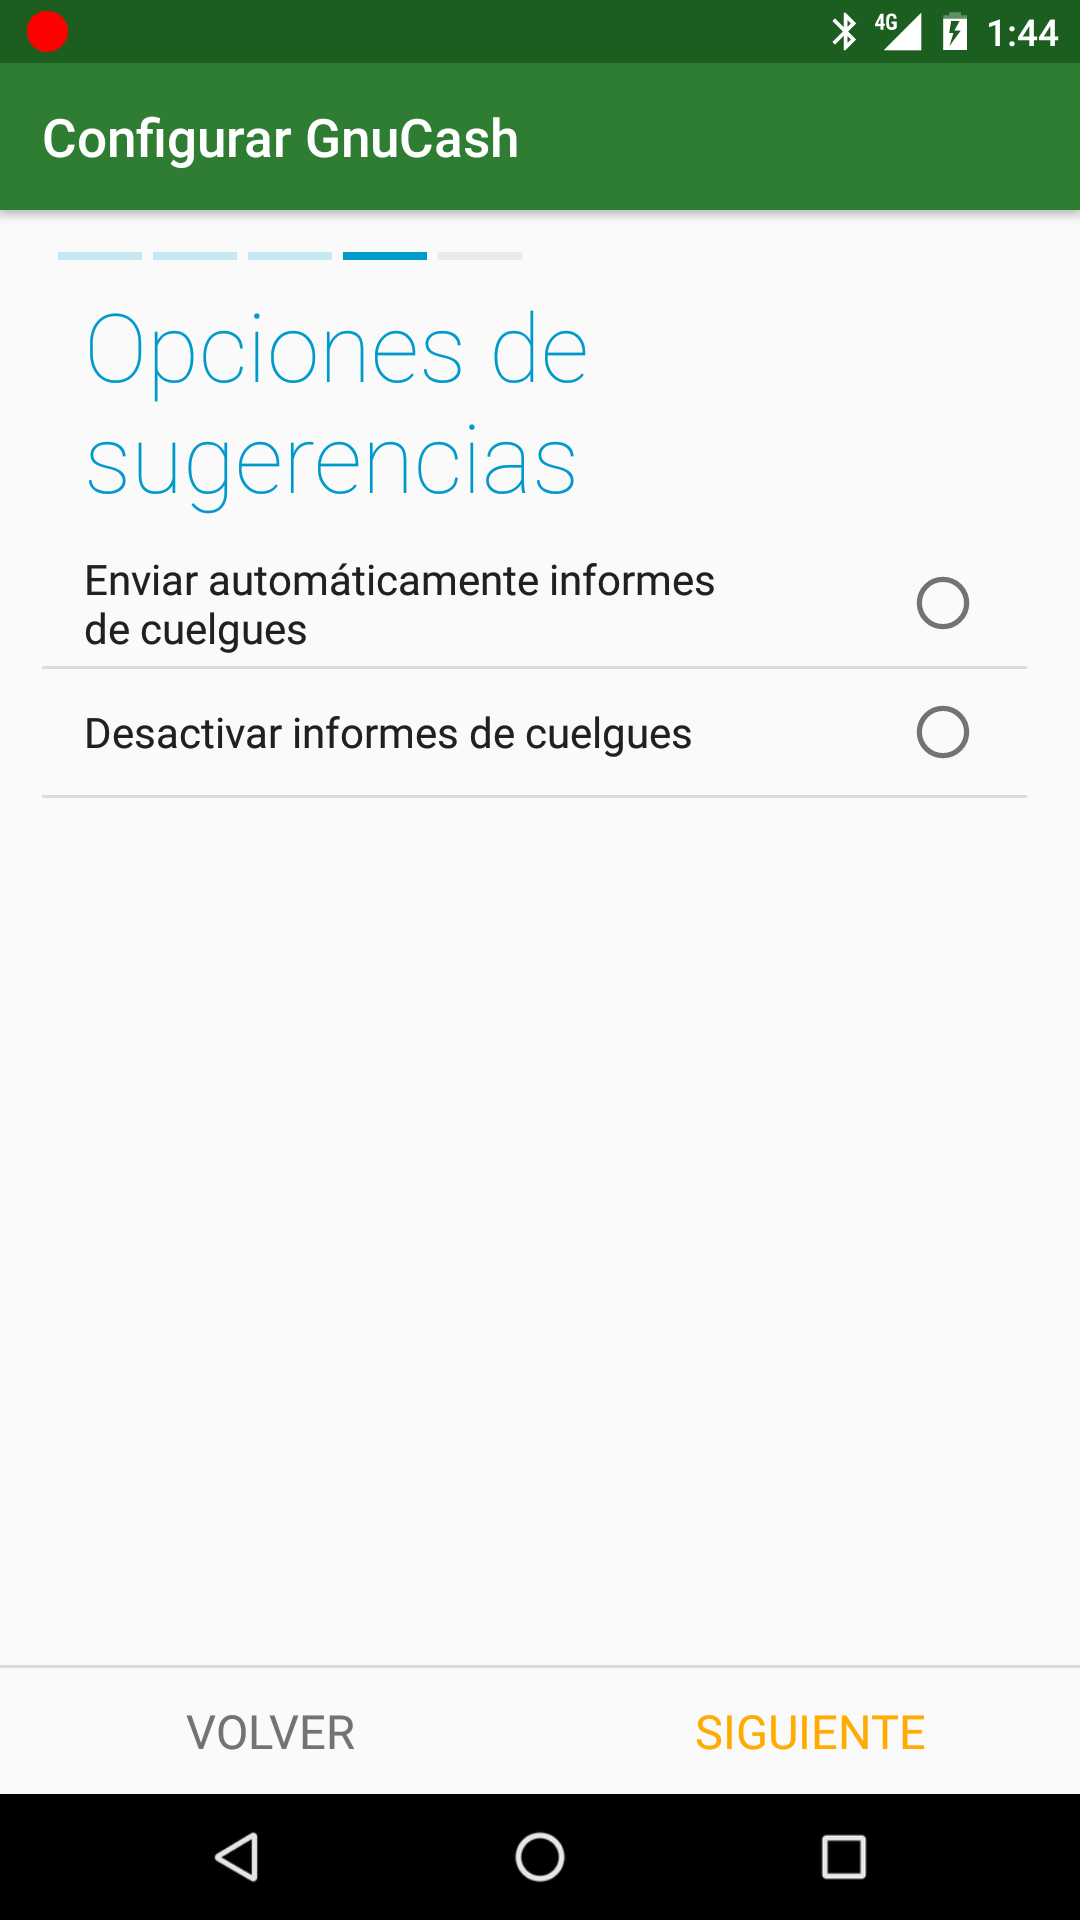 4G 1:44
Configurar GnuCash
Opciones de
sugerencias
Enviar automáticamente informes
de cuelgues
Desactivar informes de cuelgues
VOLVER SIGUIENTE